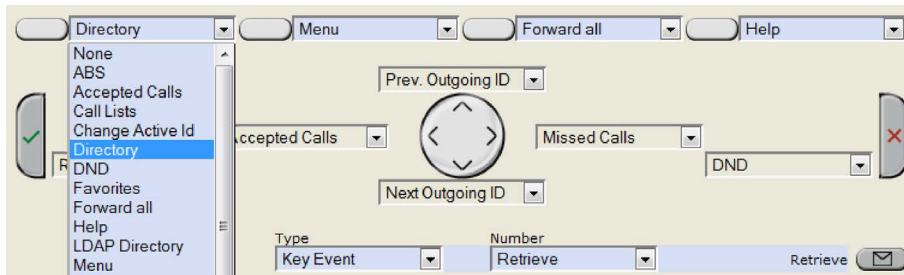 Directory Menu Forward all Help
None
ABS
Prev. Outgoing ID
Accepted Calls
Call Lists
Change Active Id
ccepted Calls Missed Calls
Directory
R DND
DND
Favorites Next Outgoing ID
Forward all
Help
Type Number
LDAP Directory
Menu Key Event Retrieve Retrieve